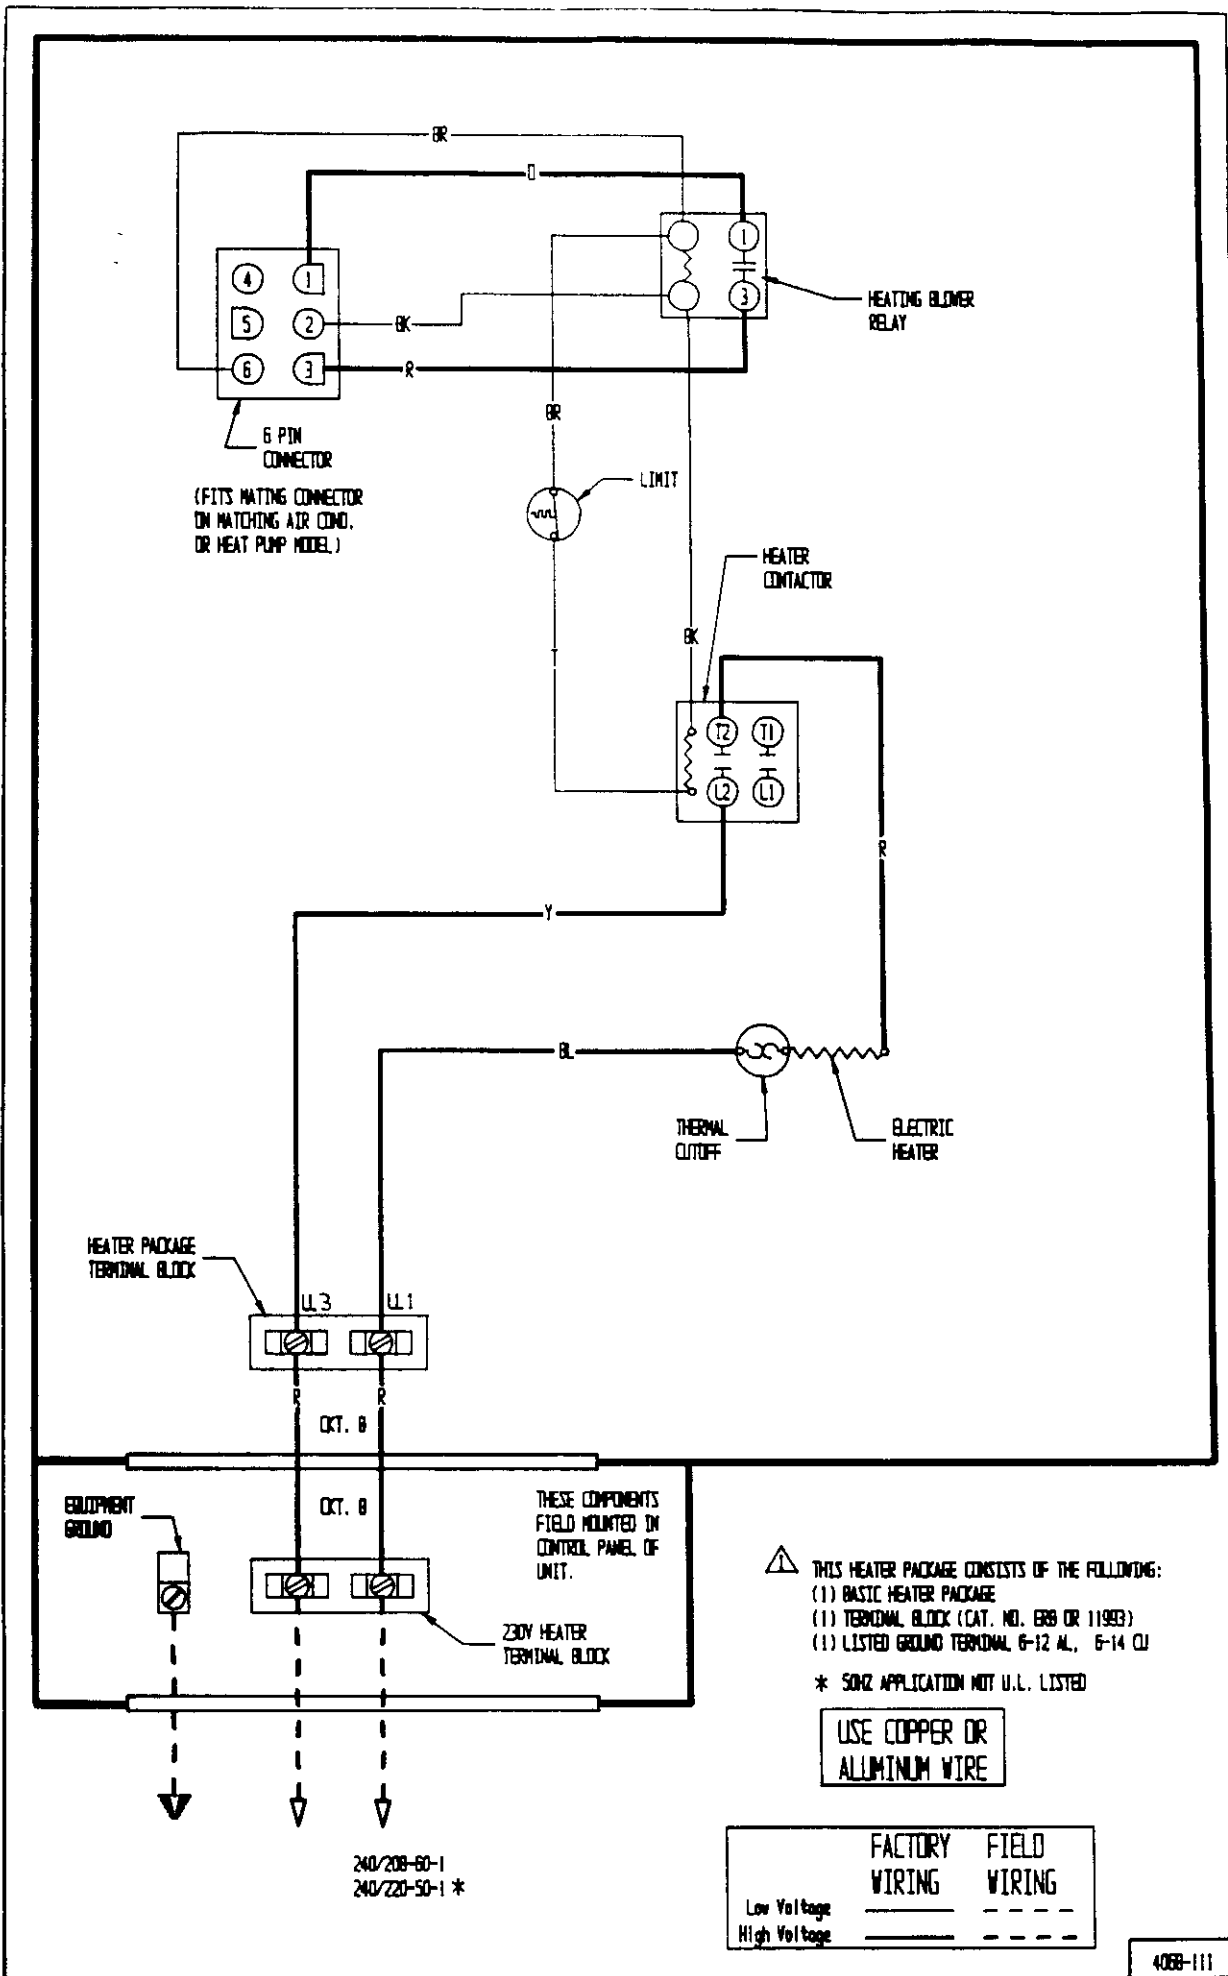 BR
O
4
1
5
2
6
3
BK
R
1
3
HEATING BLOWER
RELAY
6 PIN
CONNECTOR
(FITS MATING CONNECTOR
ON MATCHING AIR COND.
OR HEAT PUMP MODEL)
BR
LIMIT
HEATER
CONTACTOR
BK
T
T2
T1
L2
L1
R
Y
BL
THERMAL
CUTOFF
ELECTRIC
HEATER
HEATER PACKAGE
TERMINAL BLOCK
LL3
LL1
R
R
CKT. B
CKT. B
EQUIPMENT
GROUND
THESE COMPONENTS
FIELD MOUNTED IN
CONTROL PANEL OF
UNIT.
230V HEATER
TERMINAL BLOCK
1
THIS HEATER PACKAGE CONSISTS OF THE FOLLOWING:
(1) BASIC HEATER PACKAGE
(1) TERMINAL BLOCK (CAT. NO. OR 11993)
(1) LISTED GROUND TERMINAL 6-12 AL, 6-14 CU
* 50HZ APPLICATION NOT U.L. LISTED
USE COPPER OR
ALUMINUM WIRE
240/208-60-1
240/220-50-1 *
FACTORY FIELD
WIRING WIRING
Low Voltage
High Voltage
4068-111